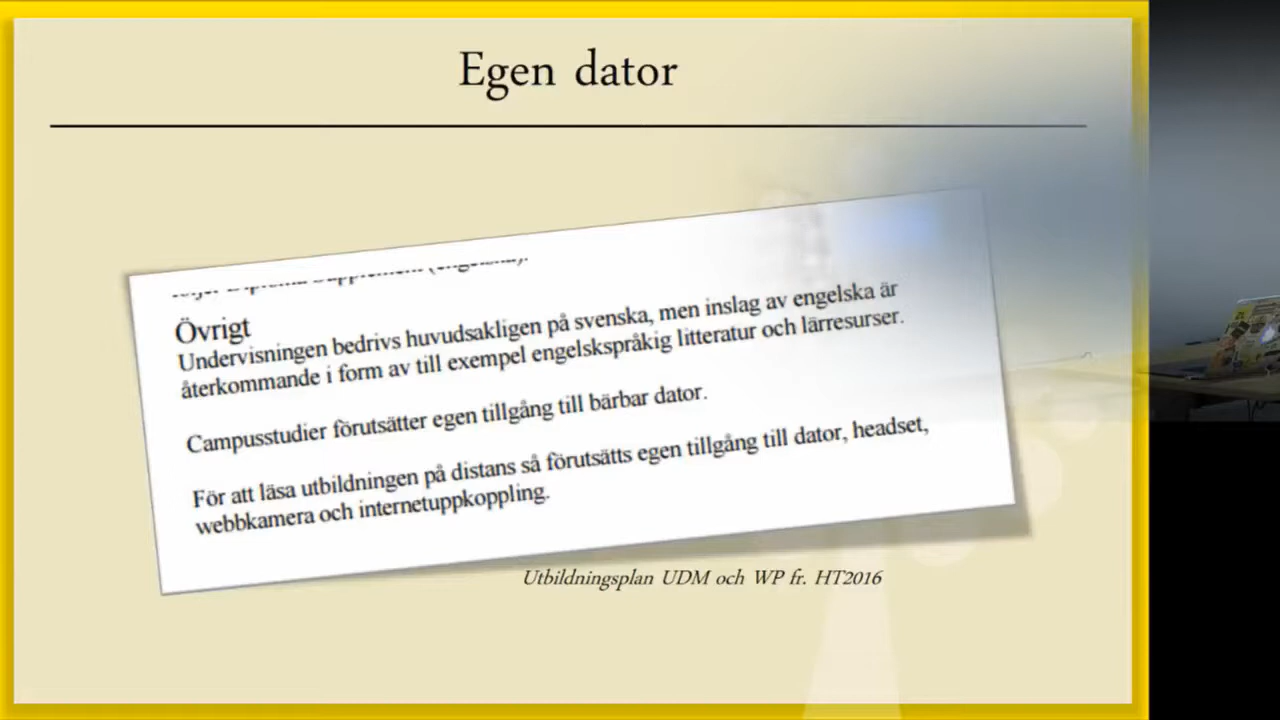 Egen dator
Övrigt
Undervisningen bedrivs huvudsakligen på svenska, men inslag av engelska är
återkommande i form av till exempel engelskspråkig litteratur och lärresurser.
Campusstudier förutsätter egen tillgång till bärbar dator.
För att läsa utbildningen på distans så förutsätts egen tillgång till dator, headset,
webbkamera och internetuppkoppling.
Utbildningsplan UDM och WP fr. HT2016